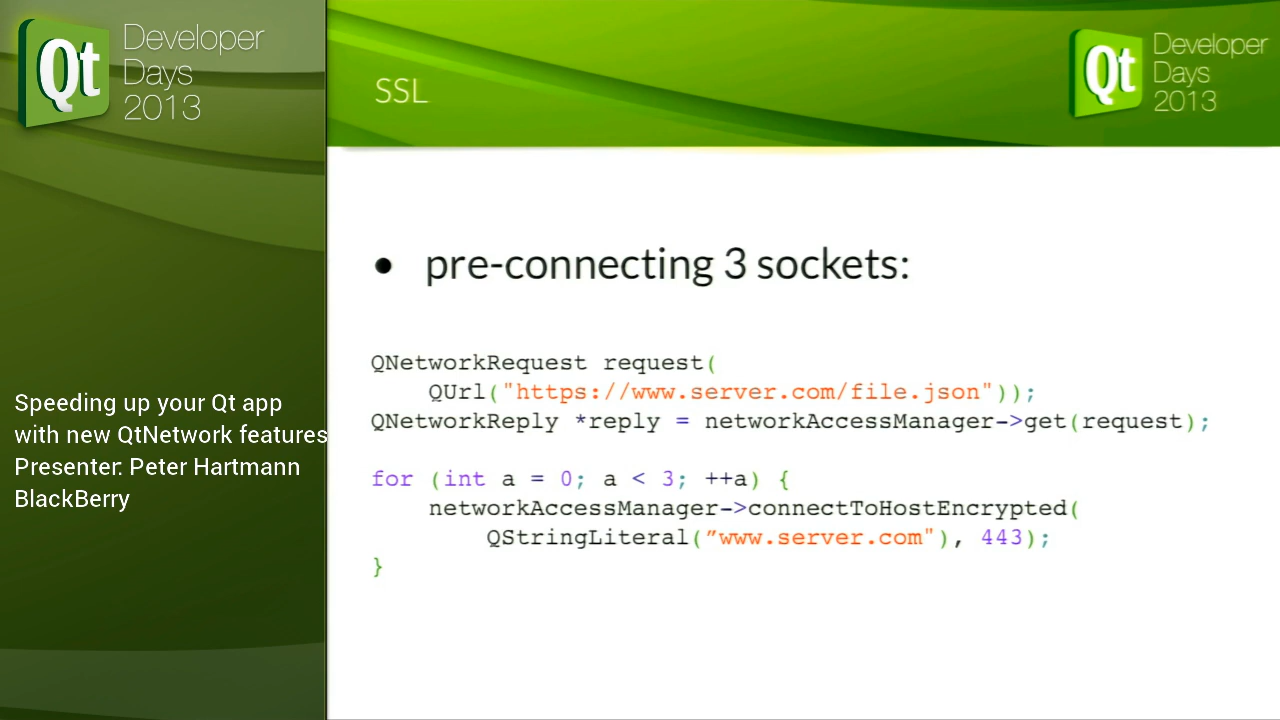 Qt Developer
Days
2013
SSL
Qt Developer
Days
2013
• pre-connecting 3 sockets:
QNetworkRequest request(
    QUrl("https://www.server.com/file.json"));
QNetworkReply *reply = networkAccessManager->get(request);
for (int a = 0; a < 3; ++a) {
    networkAccessManager->connectToHostEncrypted(
        QStringLiteral(”www.server.com"), 443);
}
Speeding up your Qt app
with new QtNetwork features
Presenter: Peter Hartmann
BlackBerry